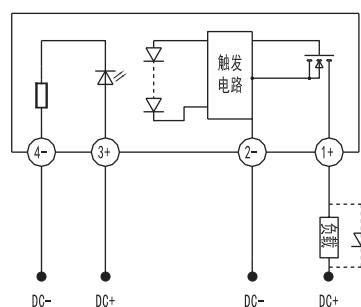 触发
电路
4- 3+ 2- 1+
负载
DC- DC+ DC- DC+